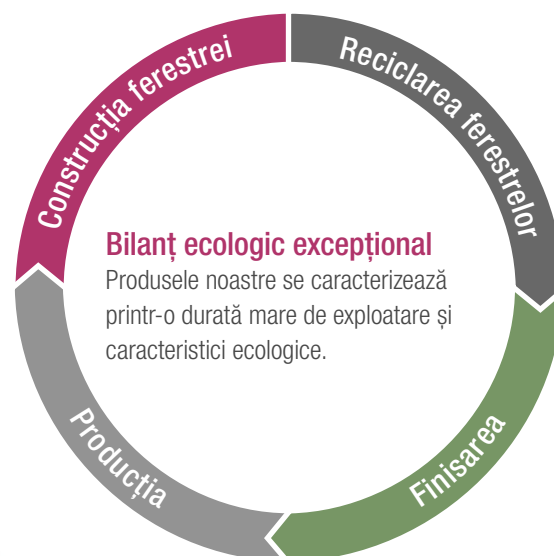 Construcția ferestrei
Reciclarea ferestrelor
Bilanț ecologic excepțional
Produsele noastre se caracterizează
printr-o durată mare de exploatare și
caracteristici ecologice.
Producția
Finisarea